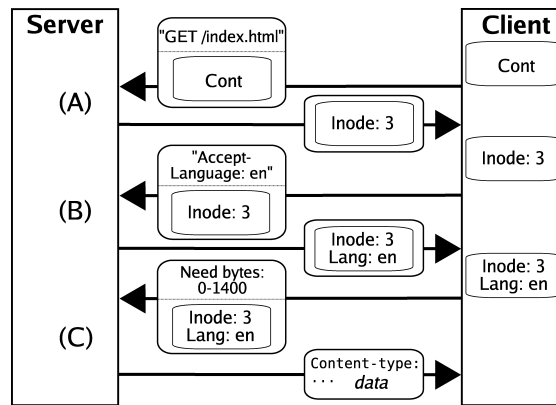 Server
Client
"GET /index.html"
Cont
Cont
(A)
Inode: 3
"Accept-
Language: en"
Inode: 3
Inode: 3
(B)
Inode: 3
Lang: en
Need bytes:
0-1400
Inode: 3
Lang: en
Inode: 3
Lang: en
(C)
Content-type:
... data